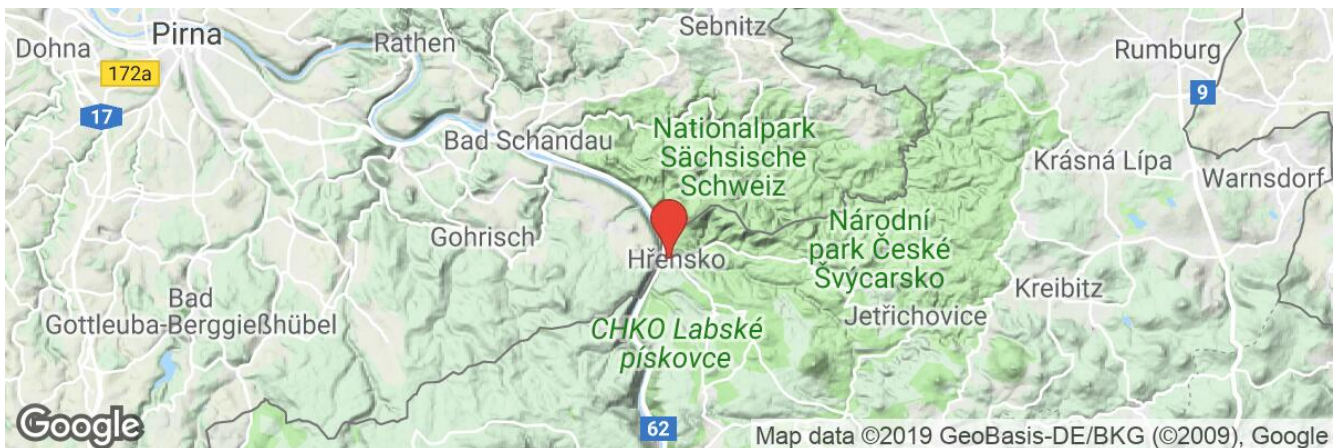 Dohna
Pirna
Rathen
Sebnitz
Rumburg
172a
17
9
Bad Schandau
Nationalpark
Sächsische
Schweiz
Krásná Lípa
Warnsdorf
Gohrisch
Hřensko
Národní
park České
Švýcarsko
Bad
Gottleuba-Berggießhübel
Kreibitz
Jetřichovice
CHKO Labské
pískovce
62
Google
Map data ©2019 GeoBasis-DE/BKG (©2009), Google